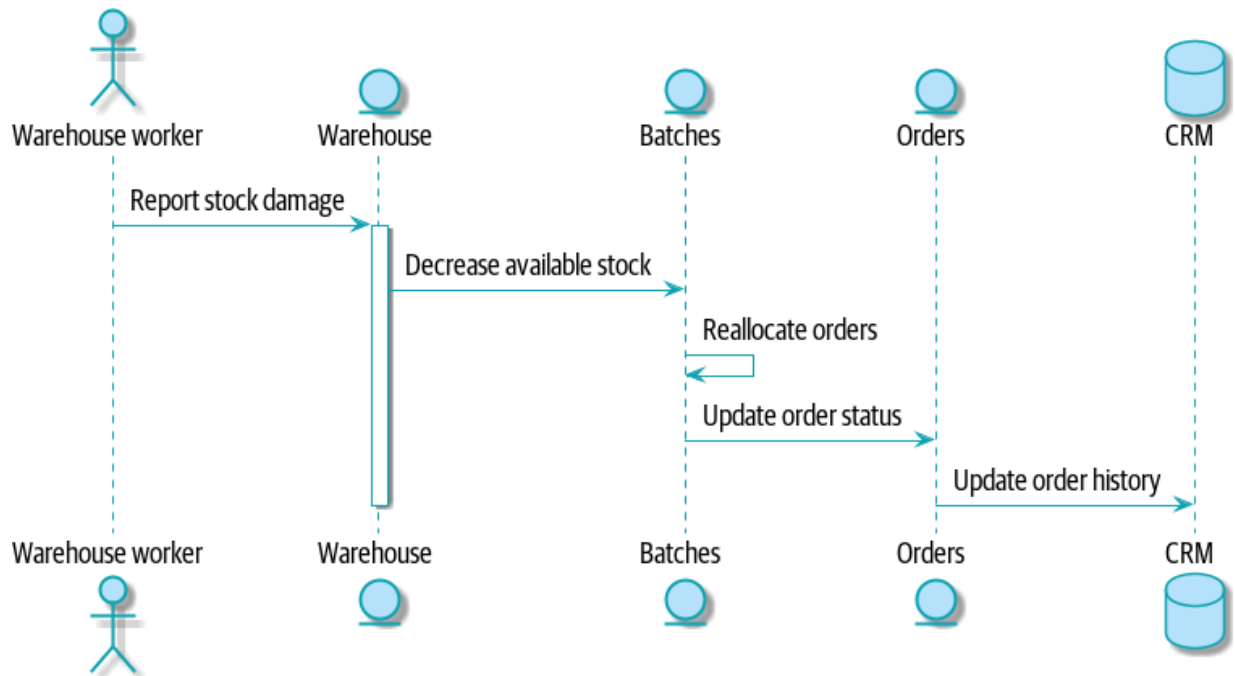 Warehouse worker
Warehouse
Batches
Orders
CRM
Report stock damage
Decrease available stock
Reallocate orders
Update order status
Update order history
Warehouse worker
Warehouse
Batches
Orders
CRM